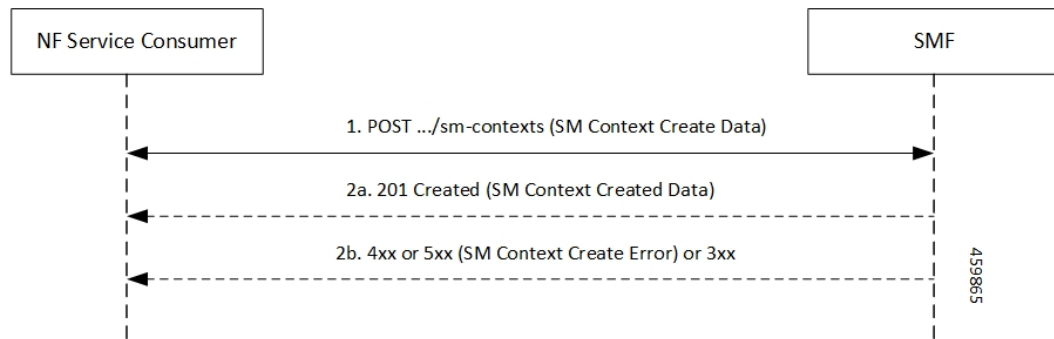 NF Service Consumer
SMF
1. POST .../sm-contexts (SM Context Create Data)
2a. 201 Created (SM Context Created Data)
2b. 4xx or 5xx (SM Context Create Error) or 3xx
459865